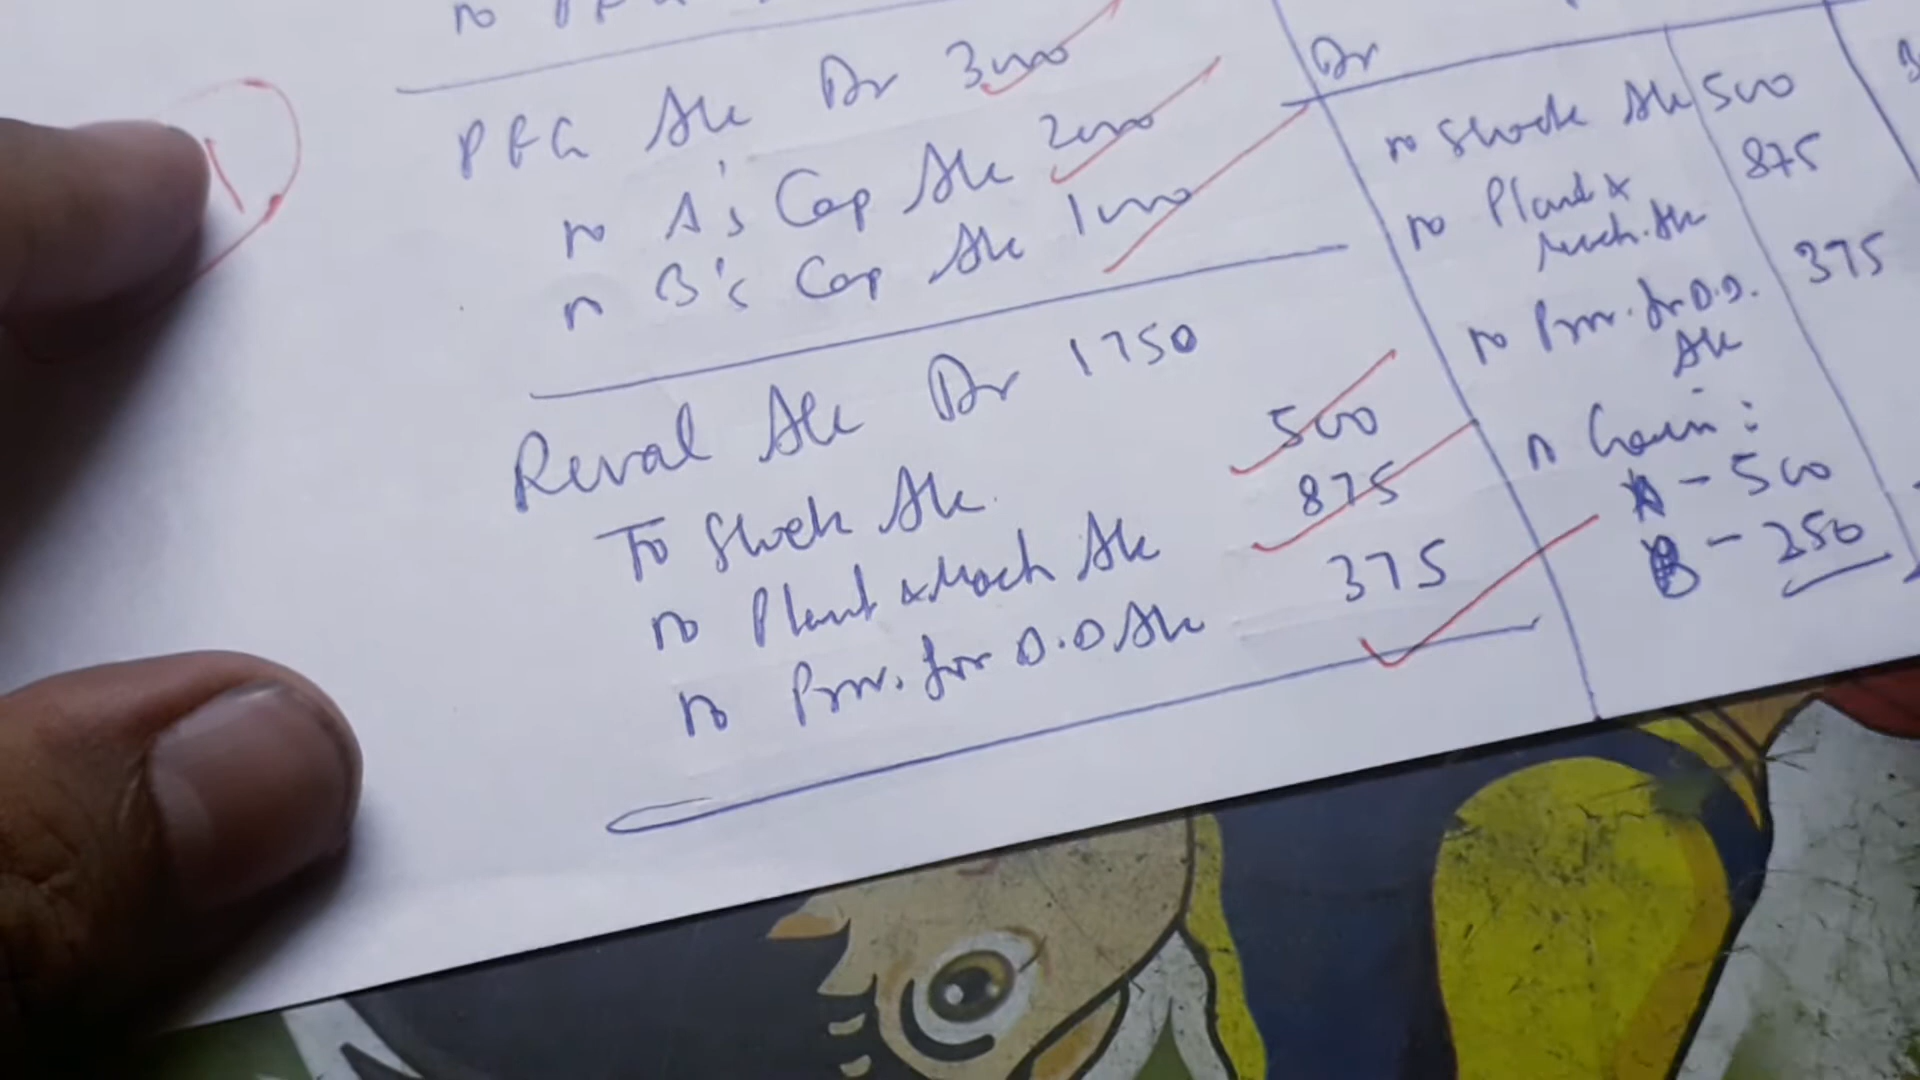 PFG A/c Dr 3000
To A's Cap A/c 2000
To B's Cap A/c 1000
Reval A/c Dr 1750
To Stock A/c 500
To Plant & Mach A/c 875
To Prov. for D.D A/c 375
Dr
To Stock A/c 500
To Plant & Mach. A/c 875
To Prov. for D.D. A/c 375
To Gain:
A - 500
B - 250